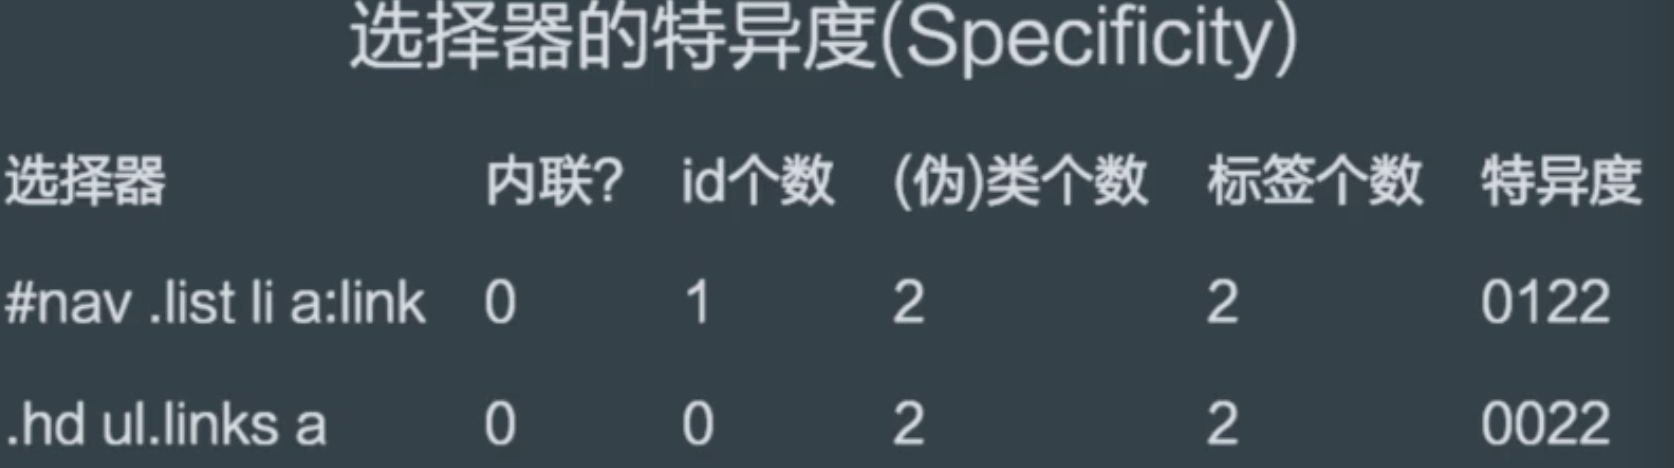 选择器的特异度(Specificity)
选择器 内联? id个数 (伪)类个数 标签个数 特异度
#nav .list li a:link 0 1 2 2 0122
.hd ul.links a 0 0 2 2 0022